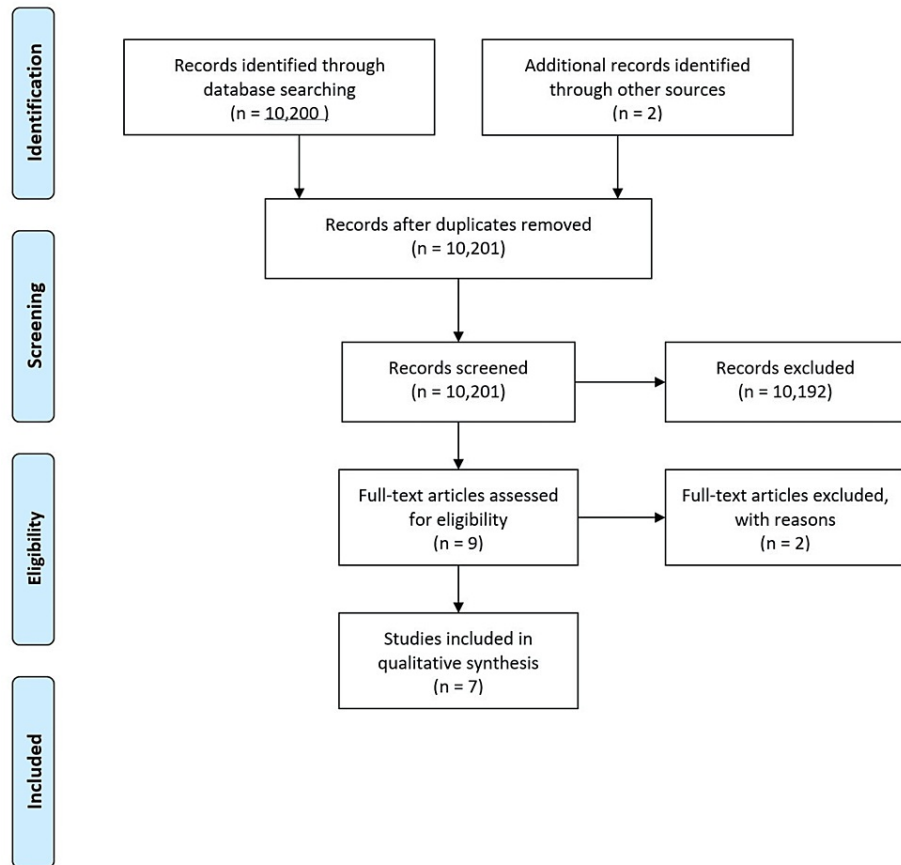 Identification
Records identified through
database searching
(n = 10,200 )
Additional records identified
through other sources
(n = 2)
Records after duplicates removed
(n = 10,201)
Screening
Records screened
(n = 10,201)
Records excluded
(n = 10,192)
Eligibility
Full-text articles assessed
for eligibility
(n = 9)
Full-text articles excluded,
with reasons
(n = 2)
Studies included in
qualitative synthesis
(n = 7)
Included